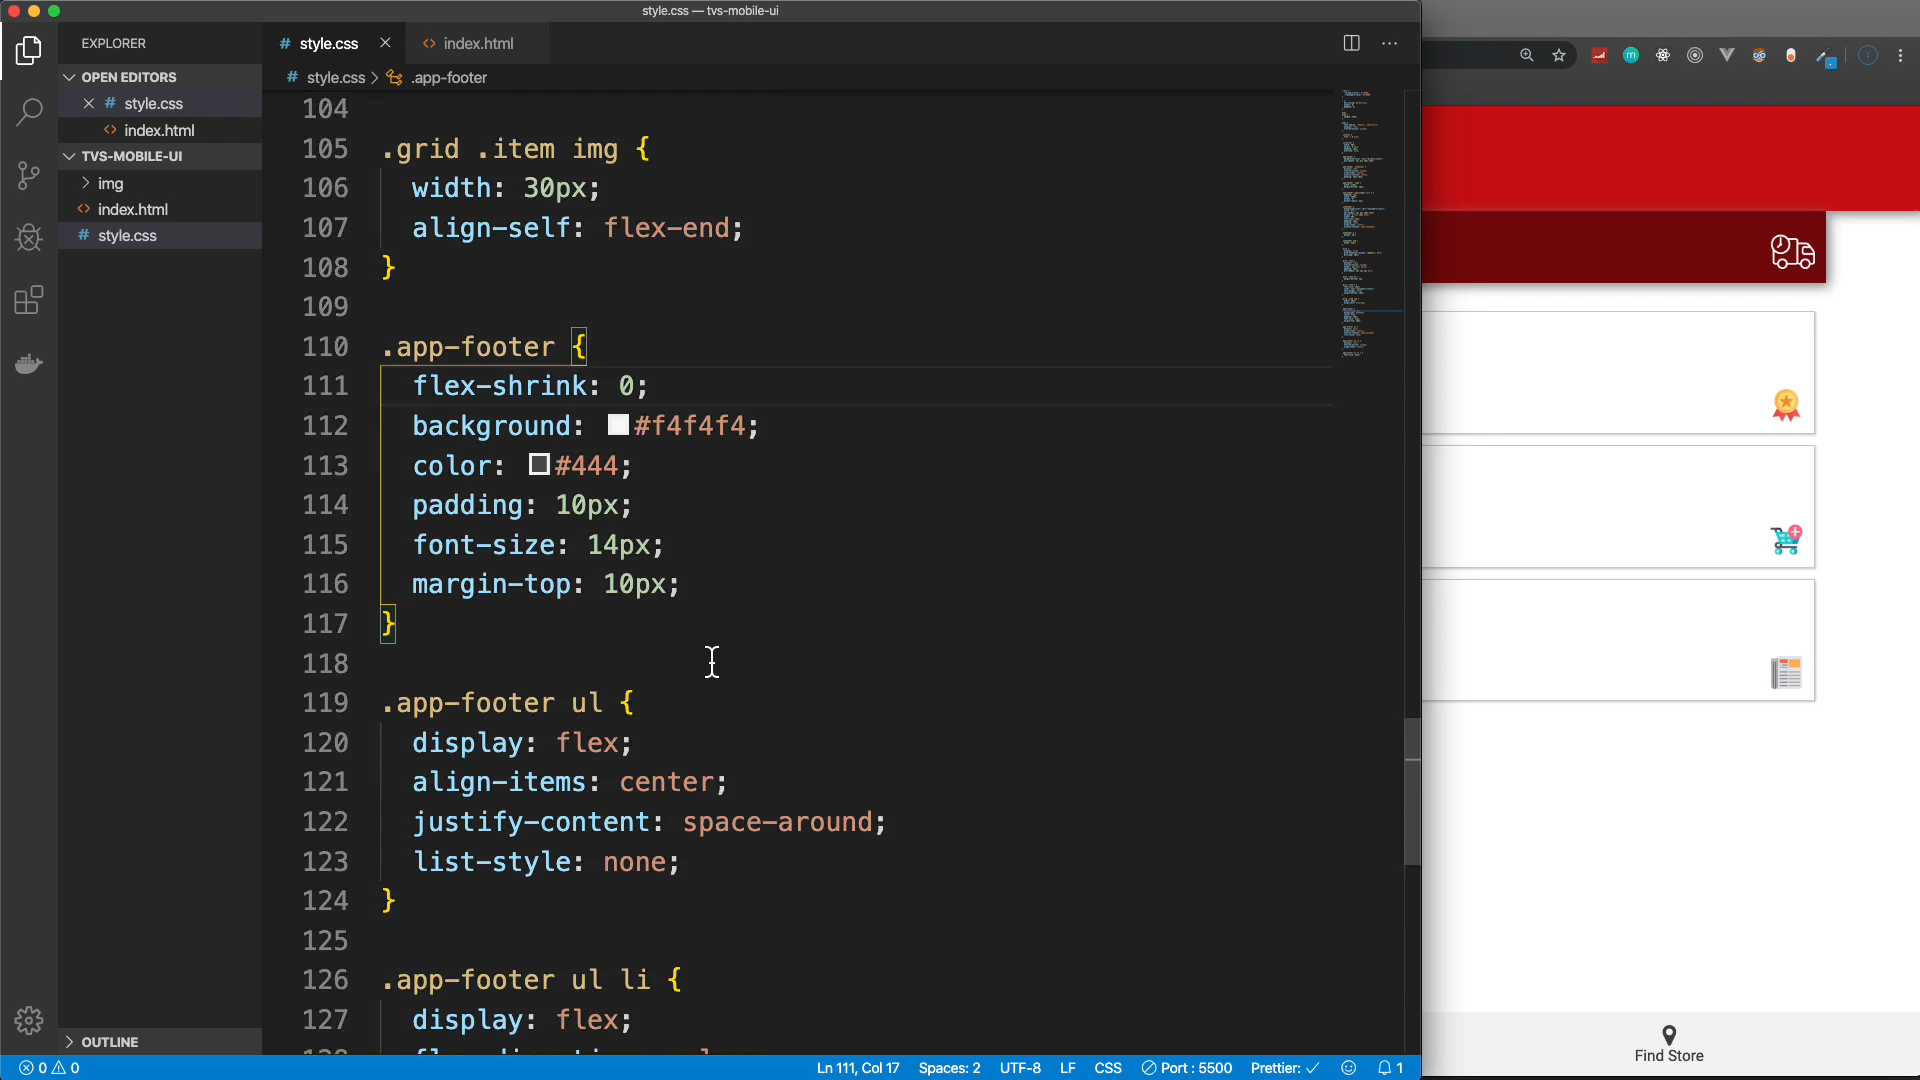 style.css — tvs-mobile-ui
EXPLORER
OPEN EDITORS
style.css
index.html
TVS-MOBILE-UI
img
index.html
style.css
OUTLINE
# style.css
<> index.html
# style.css > .app-footer
104
105 .grid .item img {
106 width: 30px;
107 align-self: flex-end;
108 }
109
110 .app-footer {
111 flex-shrink: 0;
112 background: #f4f4f4;
113 color: #444;
114 padding: 10px;
115 font-size: 14px;
116 margin-top: 10px;
117 }
118
119 .app-footer ul {
120 display: flex;
121 align-items: center;
122 justify-content: space-around;
123 list-style: none;
124 }
125
126 .app-footer ul li {
127 display: flex;
0 0 Ln 111, Col 17 Spaces: 2 UTF-8 LF CSS Port : 5500 Prettier: ✓ 1
m
Find Store